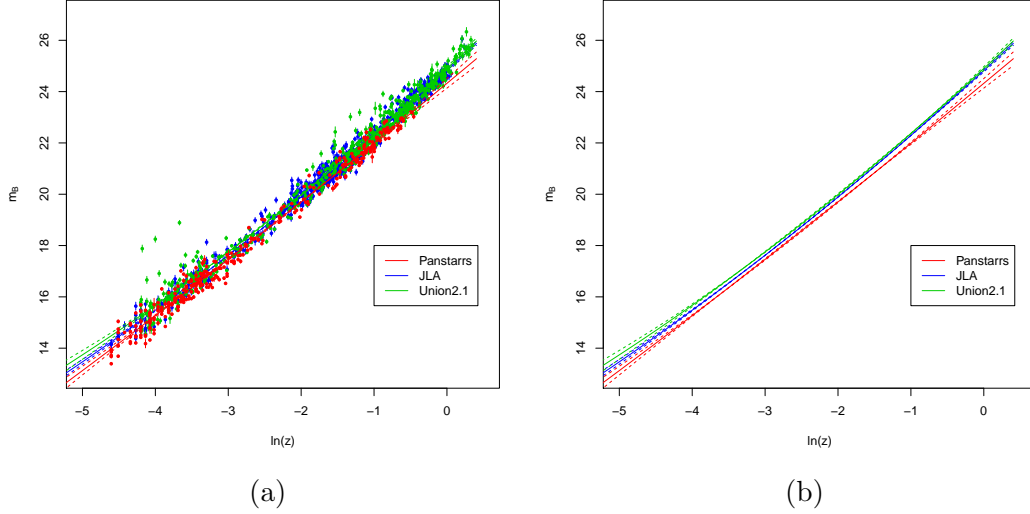 26
24
22
20
18
16
14
m_B
Panstarrs
JLA
Union2.1
−5 −4 −3 −2 −1 0
ln(z)
(a)
26
24
22
20
18
16
14
m_B
Panstarrs
JLA
Union2.1
−5 −4 −3 −2 −1 0
ln(z)
(b)